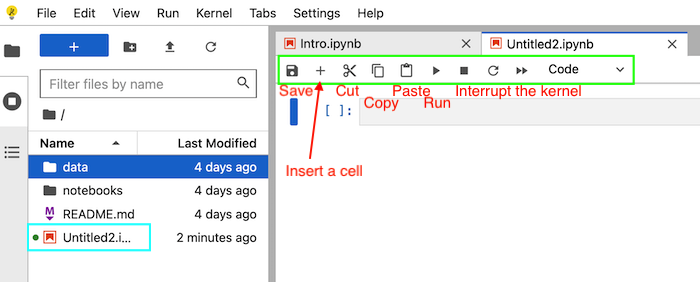 File Edit View Run Kernel Tabs Settings Help
Intro.ipynb
Untitled2.ipynb
Code
Filter files by name
Save Cut Paste Interrupt the kernel
Copy Run
/
[ ]:
Name Last Modified
data 4 days ago
notebooks 4 days ago
README.md 4 days ago
Untitled2.i... 2 minutes ago
Insert a cell